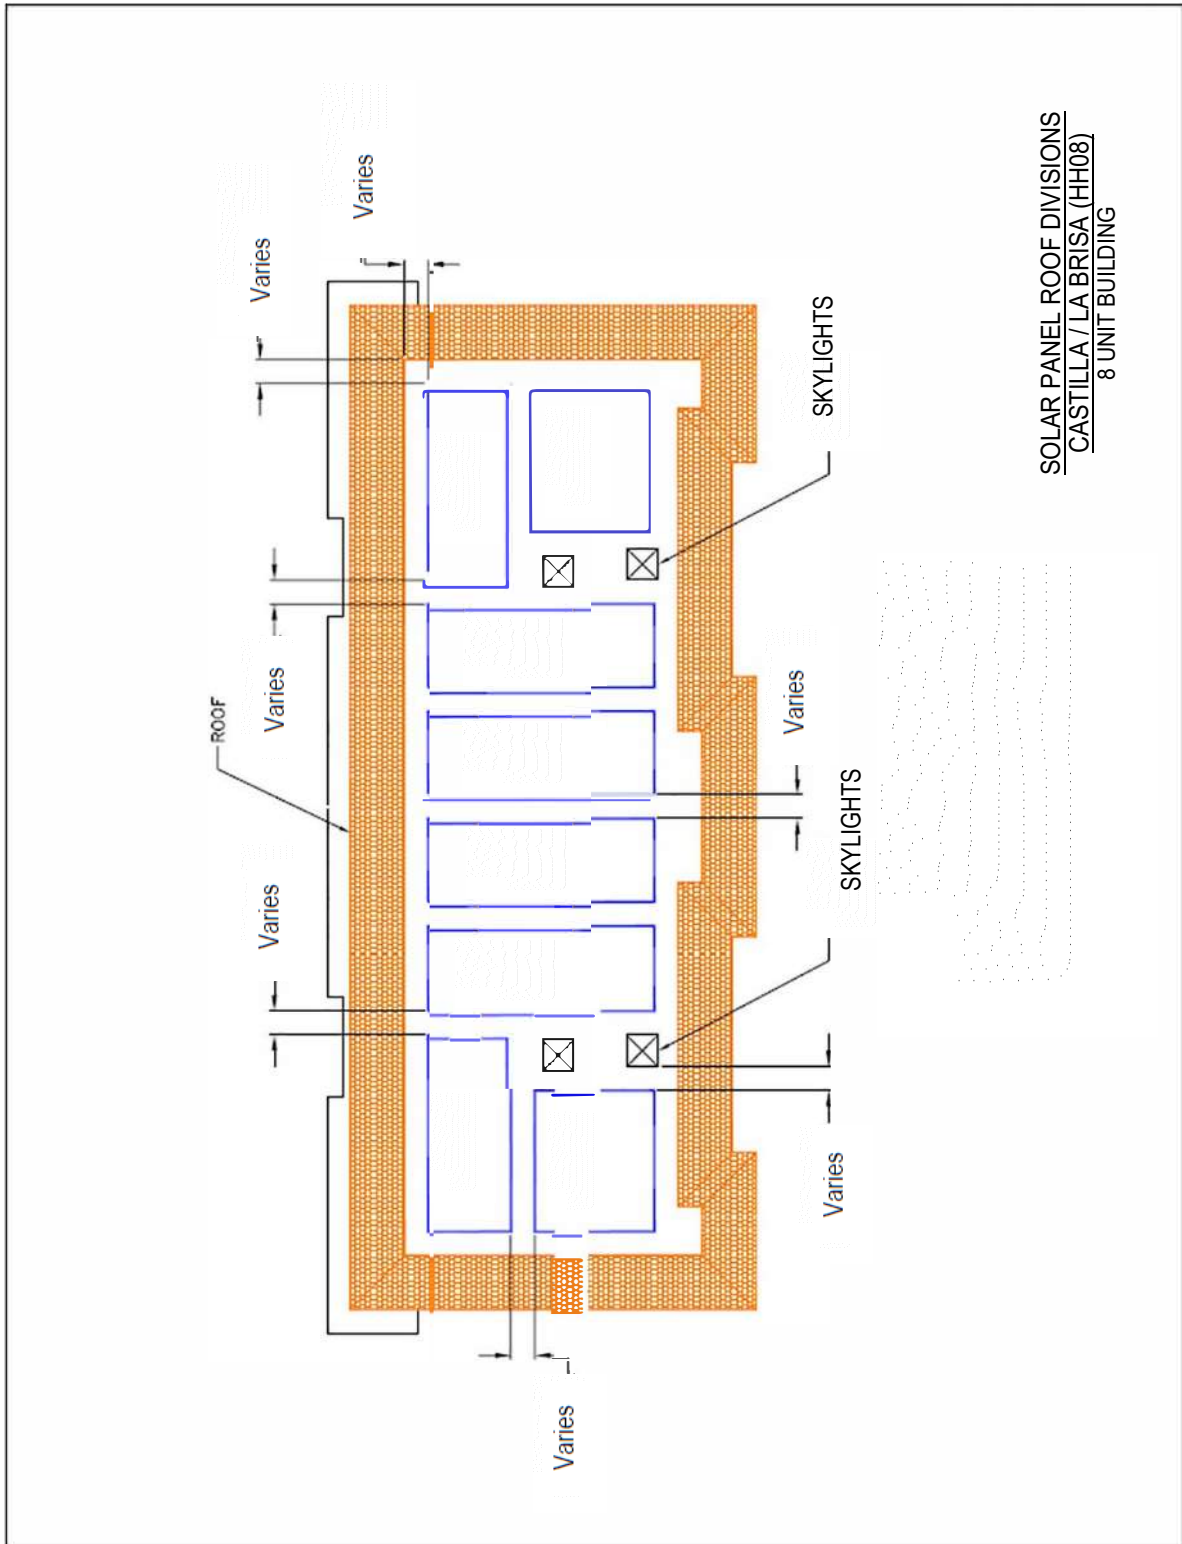 Varies
Varies
Varies
ROOF
Varies
Varies
SKYLIGHTS
Varies
SKYLIGHTS
Varies
Varies
SOLAR PANEL ROOF DIVISIONS
CASTILLA / LA BRISA (HH08)
8 UNIT BUILDING